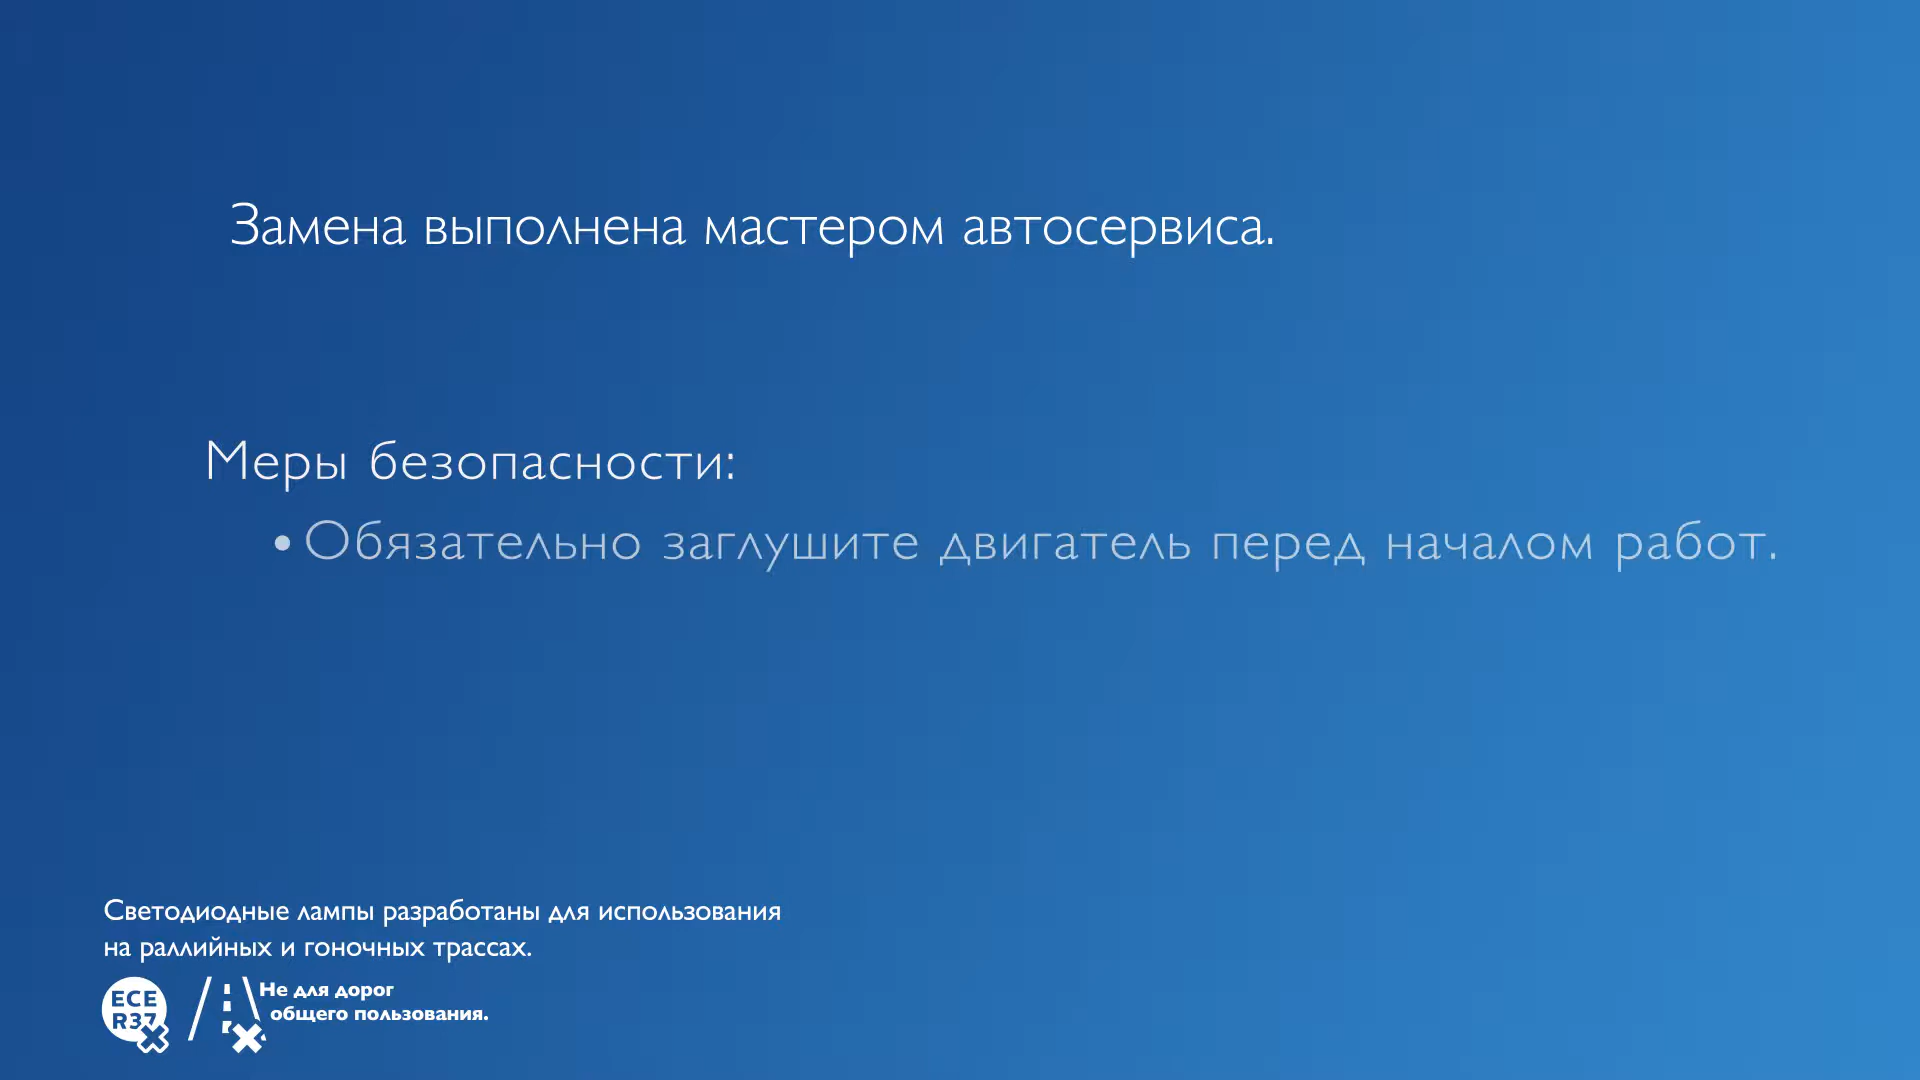 Замена выполнена мастером автосервиса.
Меры безопасности:
• Обязательно заглушите двигатель перед началом работ.
Светодиодные лампы разработаны для использования
на раллийных и гоночных трассах.
ECE
R37
Не для дорог
общего пользования.